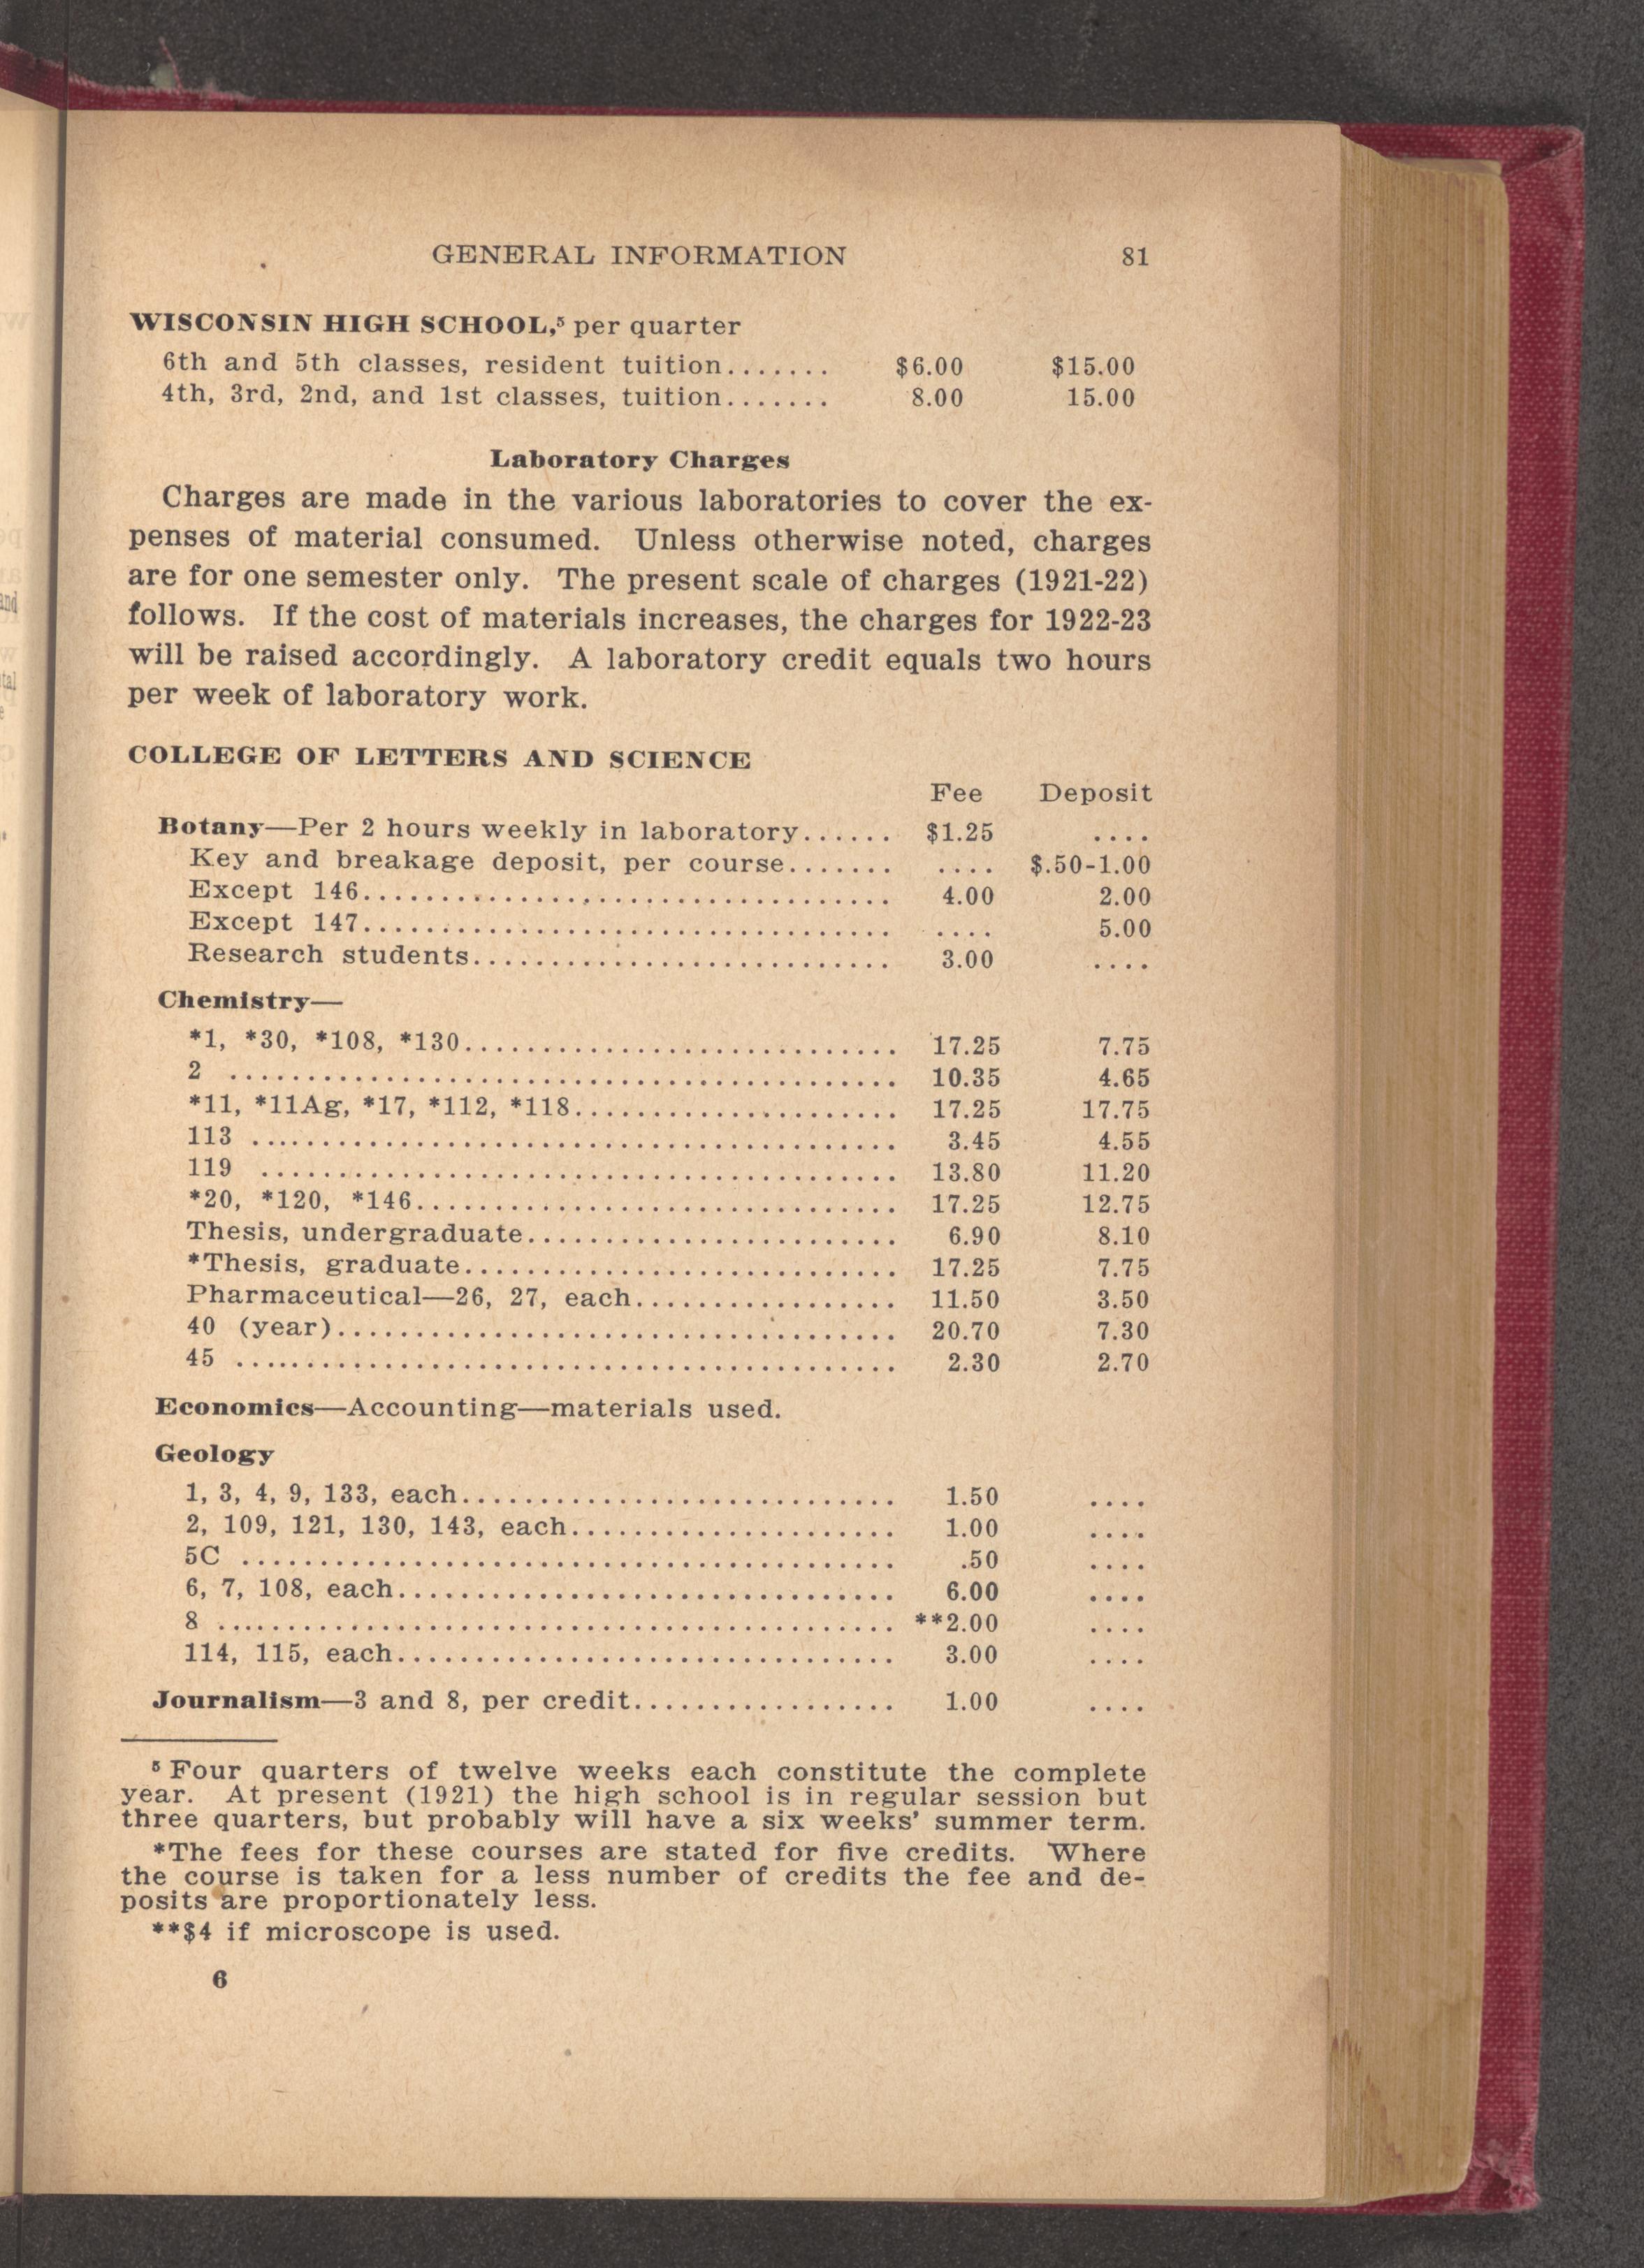 GENERAL INFORMATION 81
WISCONSIN HIGH SCHOOL,⁵ per quarter
6th and 5th classes, resident tuition....... $6.00 $15.00
4th, 3rd, 2nd, and 1st classes, tuition....... 8.00 15.00
Laboratory Charges
Charges are made in the various laboratories to cover the ex-
penses of material consumed. Unless otherwise noted, charges
are for one semester only. The present scale of charges (1921-22)
follows. If the cost of materials increases, the charges for 1922-23
will be raised accordingly. A laboratory credit equals two hours
per week of laboratory work.
COLLEGE OF LETTERS AND SCIENCE
Fee Deposit
Botany—Per 2 hours weekly in laboratory...... $1.25 ....
Key and breakage deposit, per course....... .... $.50-1.00
Except 146.................................. 4.00 2.00
Except 147.................................. .... 5.00
Research students........................... 3.00 ....
Chemistry—
*1, *30, *108, *130............................ 17.25 7.75
2 ........................................... 10.35 4.65
*11, *11Ag, *17, *112, *118..................... 17.25 17.75
113 .......................................... 3.45 4.55
119 ......................................... 13.80 11.20
*20, *120, *146............................... 17.25 12.75
Thesis, undergraduate........................ 6.90 8.10
*Thesis, graduate............................ 17.25 7.75
Pharmaceutical—26, 27, each................. 11.50 3.50
40 (year).................................... 20.70 7.30
45 ........................................... 2.30 2.70
Economics—Accounting—materials used.
Geology
1, 3, 4, 9, 133, each............................ 1.50 ....
2, 109, 121, 130, 143, each..................... 1.00 ....
5C .......................................... .50 ....
6, 7, 108, each................................ 6.00 ....
8 ............................................ **2.00 ....
114, 115, each................................ 3.00 ....
Journalism—3 and 8, per credit................. 1.00 ....
⁵ Four quarters of twelve weeks each constitute the complete
year. At present (1921) the high school is in regular session but
three quarters, but probably will have a six weeks' summer term.
*The fees for these courses are stated for five credits. Where
the course is taken for a less number of credits the fee and de-
posits are proportionately less.
**$4 if microscope is used.
6